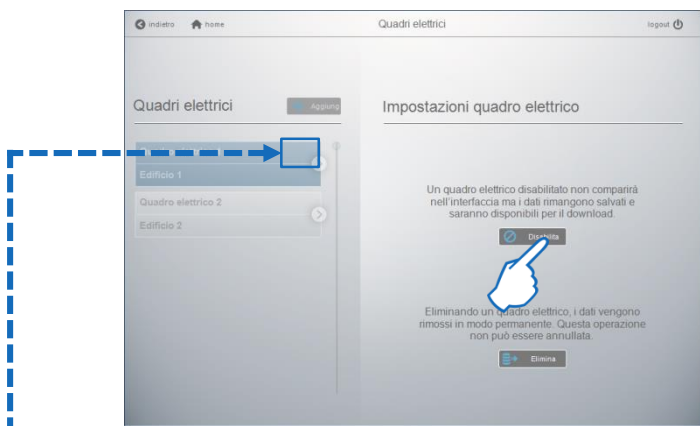 indietro home Quadri elettrici logout
Quadri elettrici
Aggiung
Impostazioni quadro elettrico
Edificio 1
Quadro elettrico 2
Edificio 2
Un quadro elettrico disabilitato non comparirà
nell'interfaccia ma i dati rimangono salvati e
saranno disponibili per il download.
Disabilita
Eliminando un quadro elettrico, i dati vengono
rimossi in modo permanente. Questa operazione
non può essere annullata.
Elimina